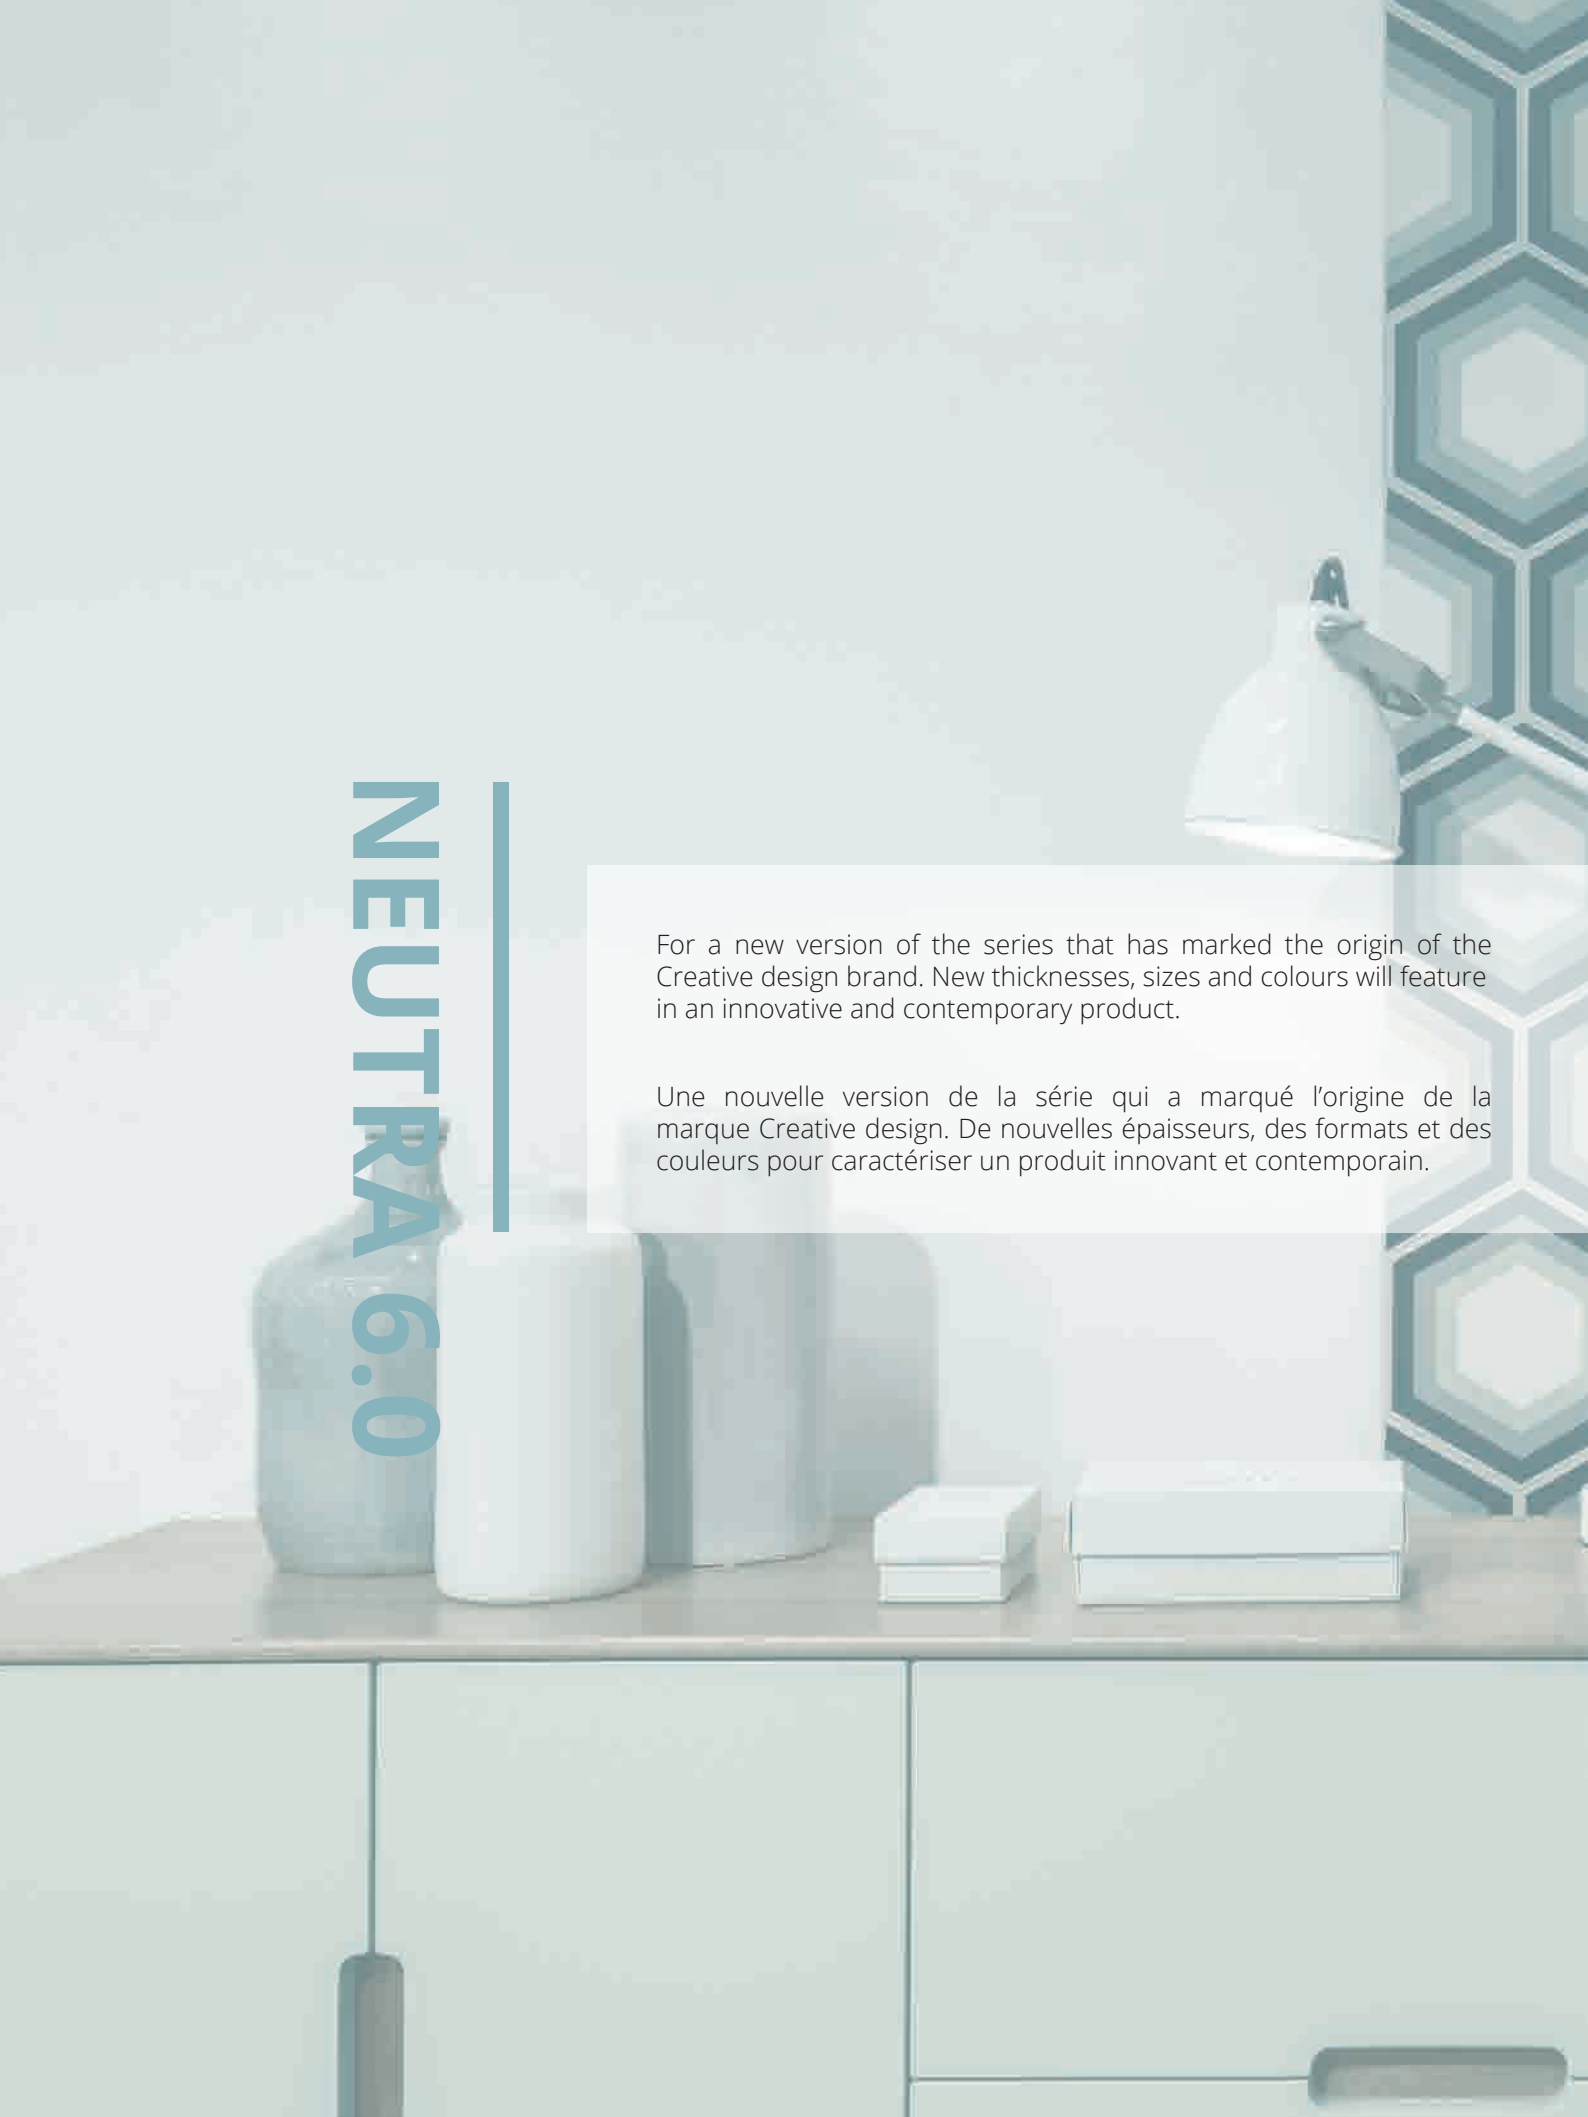 NEUTRA 6.0
For a new version of the series that has marked the origin of the
Creative design brand. New thicknesses, sizes and colours will feature
in an innovative and contemporary product.
Une nouvelle version de la série qui a marqué l’origine de la
marque Creative design. De nouvelles épaisseurs, des formats et des
couleurs pour caractériser un produit innovant et contemporain.